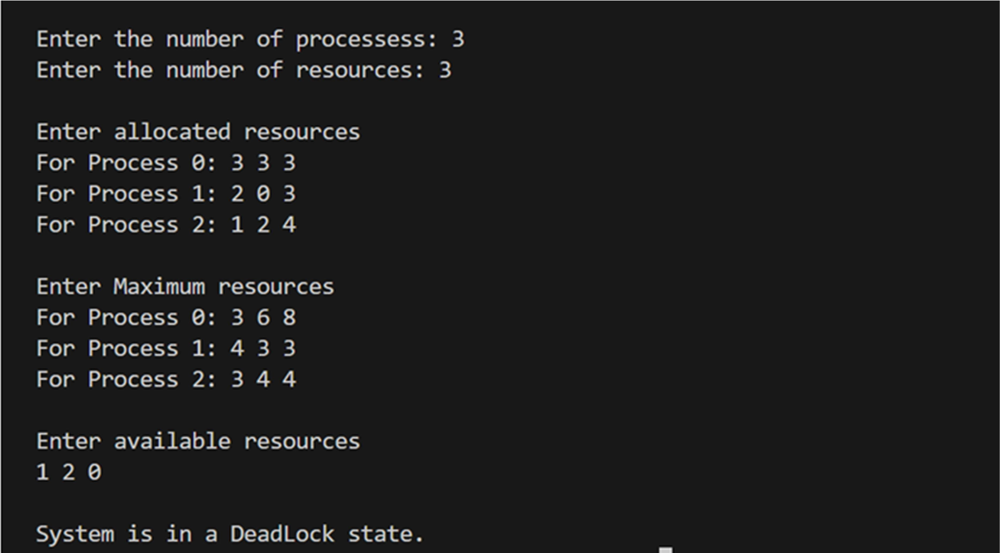 Enter the number of processess: 3
Enter the number of resources: 3
Enter allocated resources
For Process 0: 3 3 3
For Process 1: 2 0 3
For Process 2: 1 2 4
Enter Maximum resources
For Process 0: 3 6 8
For Process 1: 4 3 3
For Process 2: 3 4 4
Enter available resources
1 2 0
System is in a DeadLock state.